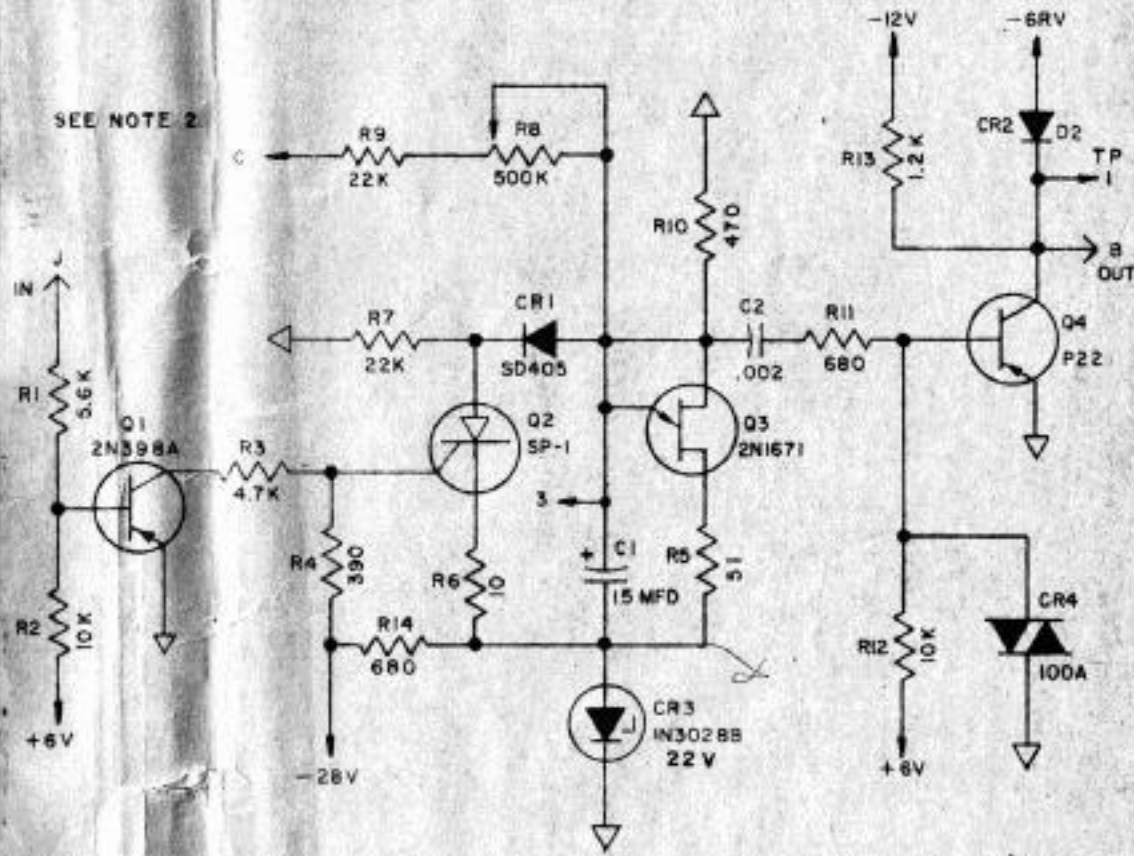 SEE NOTE 2
-12V
-6RV
C
R9
22K
R8
500K
R10
470
R13
1.2K
CR2
D2
TP
1
B
OUT
J
IN
R1
5.6K
R7
22K
CR1
SD405
C2
.002
R11
680
Q4
P22
Q1
2N398A
R3
4.7K
Q2
SP-1
Q3
2N1671
3
R2
10K
R4
390
R6
10
+
C1
15 MFD
R5
51
R14
680
R12
10K
CR4
100A
+6V
-28V
CR3
1N3028B
22V
+6V